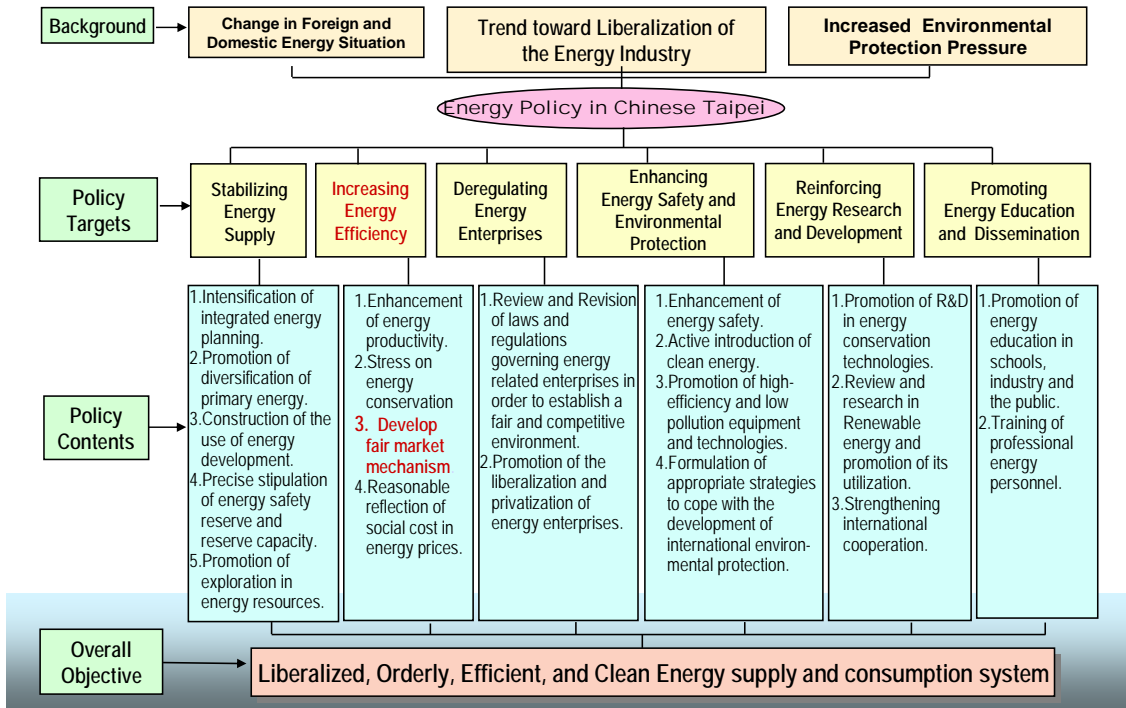 Background
Change in Foreign and
Domestic Energy Situation
Trend toward Liberalization of
the Energy Industry
Increased Environmental
Protection Pressure
Energy Policy in Chinese Taipei
Policy
Targets
Stabilizing
Energy
Supply
Increasing
Energy
Efficiency
Deregulating
Energy
Enterprises
Enhancing
Energy Safety and
Environmental
Protection
Reinforcing
Energy Research
and Development
Promoting
Energy Education
and Dissemination
Policy
Contents
1.Intensification of
integrated energy
planning.
2.Promotion of
diversification of
primary energy.
3.Construction of the
use of energy
development.
4.Precise stipulation
of energy safety
reserve and
reserve capacity.
5.Promotion of
exploration in
energy resources.
1.Enhancement
of energy
productivity.
2.Stress on
energy
conservation
3. Develop
fair market
mechanism
4.Reasonable
reflection of
social cost in
energy prices.
1.Review and Revision
of laws and
regulations
governing energy
related enterprises in
order to establish a
fair and competitive
environment.
2.Promotion of the
liberalization and
privatization of
energy enterprises.
1.Enhancement of
energy safety.
2.Active introduction of
clean energy.
3.Promotion of high-
efficiency and low
pollution equipment
and technologies.
4.Formulation of
appropriate strategies
to cope with the
development of
international environ-
mental protection.
1.Promotion of R&D
in energy
conservation
technologies.
2.Review and
research in
Renewable
energy and
promotion of its
utilization.
3.Strengthening
international
cooperation.
1.Promotion of
energy
education in
schools,
industry and
the public.
2.Training of
professional
energy
personnel.
Overall
Objective
Liberalized, Orderly, Efficient, and Clean Energy supply and consumption system